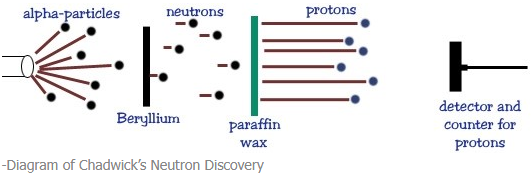 alpha-particles
neutrons
protons
Beryllium
paraffin
wax
detector and
counter for
protons
-Diagram of Chadwick's Neutron Discovery